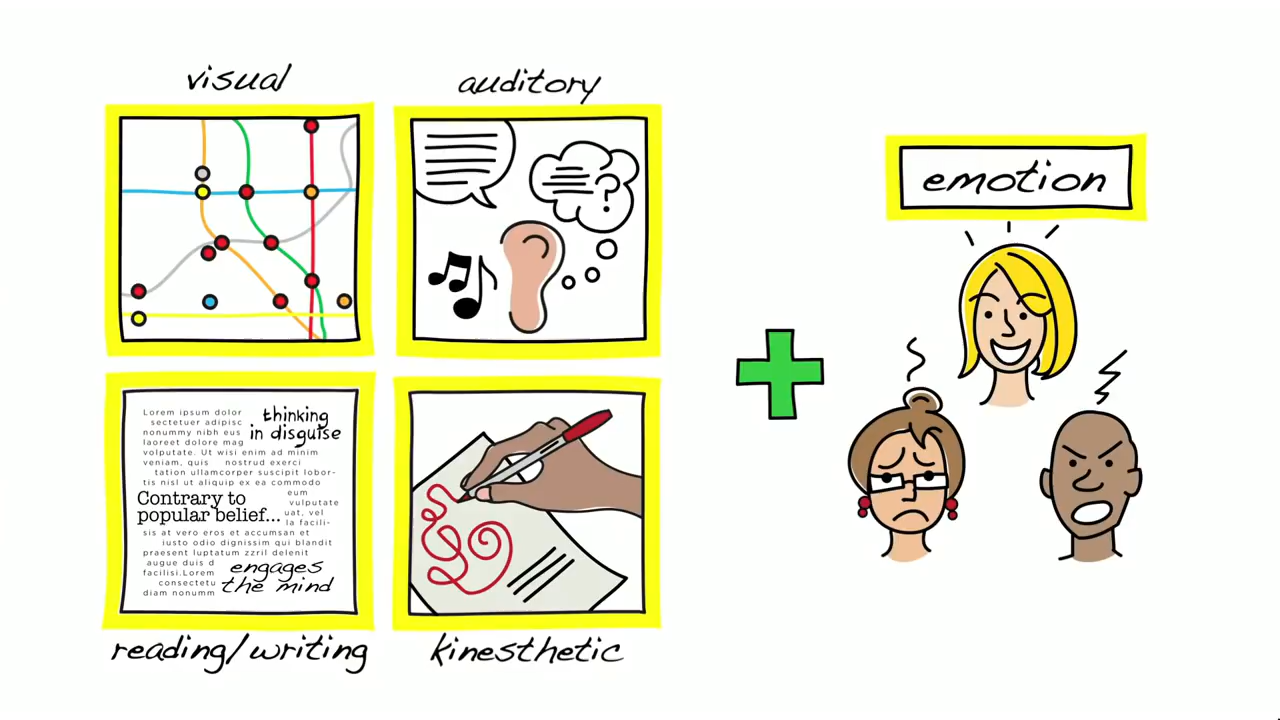 visual
auditory
?
emotion
Lorem ipsum dolor
sectetuer adipisc
nonummy nibh eus
laoreet dolore mag
thinking
in disguise
volutpate. Ut wisi enim ad minim
veniam, quis nostrud exerci
tation ullamcorper suscipit lobor-
tis nisl ut aliquip ex ea commodo
Contrary to
popular belief...
eum
vulputate
uat, vel
la facili-
sis at vero eros et accumsan et
iusto odio dignissim qui blandit
praesent luptatum zzril delenit
augue duis d
facilisi.Lorem
consectetu
diam nonumm
engages
the mind
reading/writing
kinesthetic